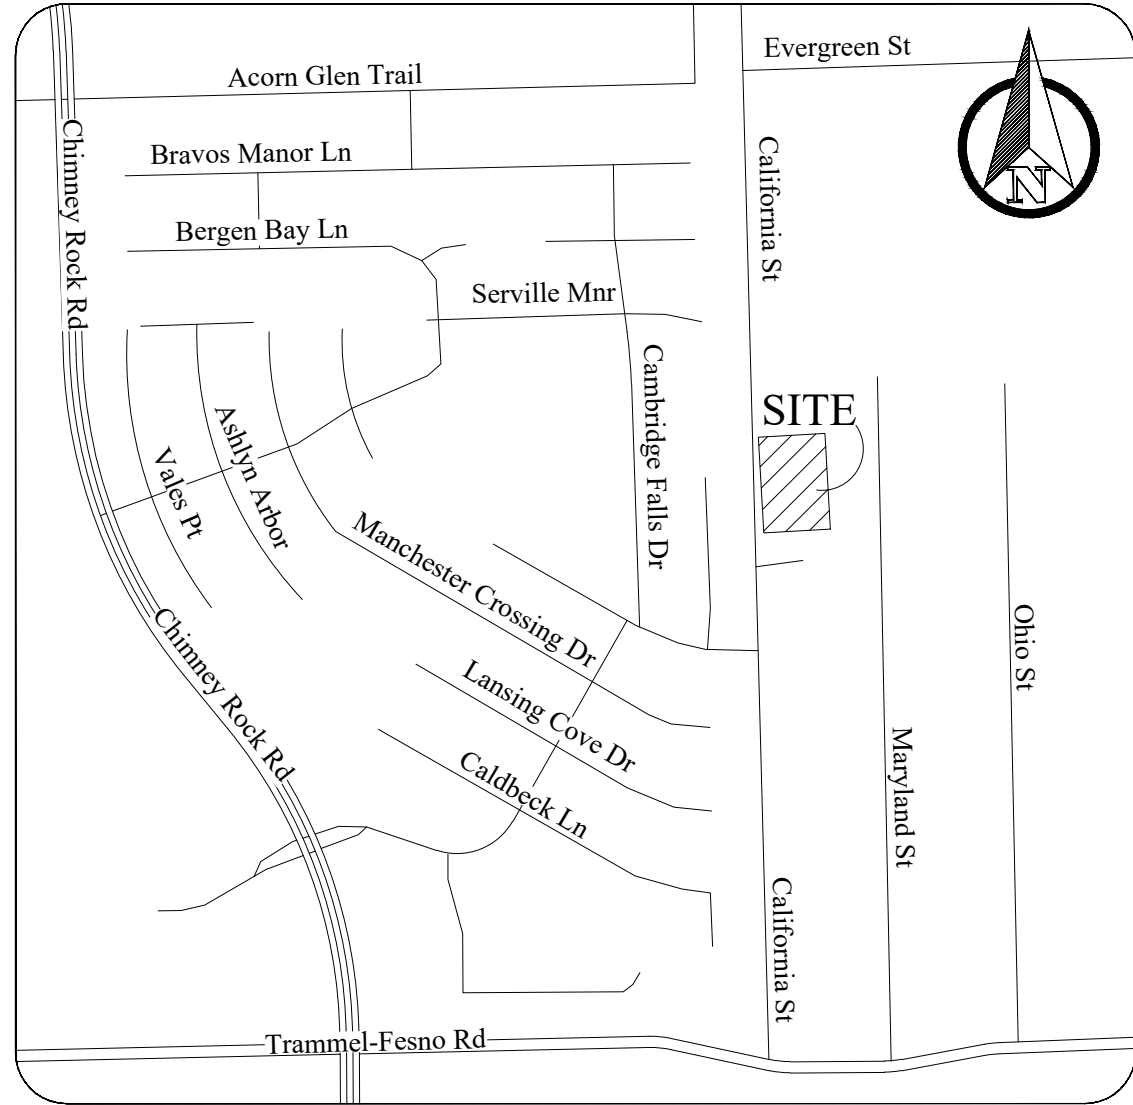 Evergreen St
Acorn Glen Trail
Chimney Rock Rd
Bravos Manor Ln
California St
N
Bergen Bay Ln
Serville Mnr
Cambridge Falls Dr
SITE
Ashlyn Arbor
Vales Pt
Manchester Crossing Dr
Chimney Rock Rd
Ohio St
Lansing Cove Dr
Maryland St
Caldbeck Ln
California St
Trammel-Fesno Rd